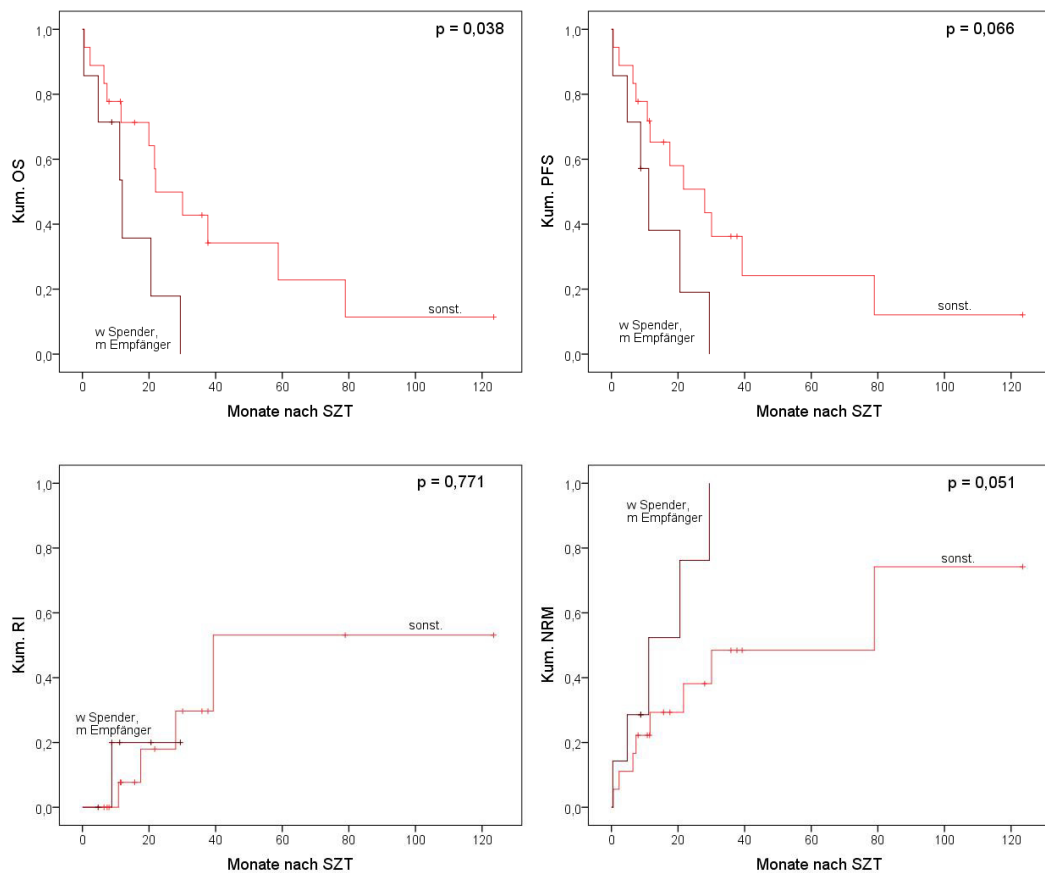 p = 0,038
Kum. OS
1,0
0,8
0,6
0,4
0,2
0,0
sonst.
w Spender,
m Empfänger
0 20 40 60 80 100 120
Monate nach SZT
p = 0,066
Kum. PFS
1,0
0,8
0,6
0,4
0,2
0,0
sonst.
w Spender,
m Empfänger
0 20 40 60 80 100 120
Monate nach SZT
p = 0,771
Kum. RI
1,0
0,8
0,6
0,4
0,2
0,0
sonst.
w Spender,
m Empfänger
0 20 40 60 80 100 120
Monate nach SZT
p = 0,051
Kum. NRM
1,0
0,8
0,6
0,4
0,2
0,0
w Spender,
m Empfänger
sonst.
0 20 40 60 80 100 120
Monate nach SZT